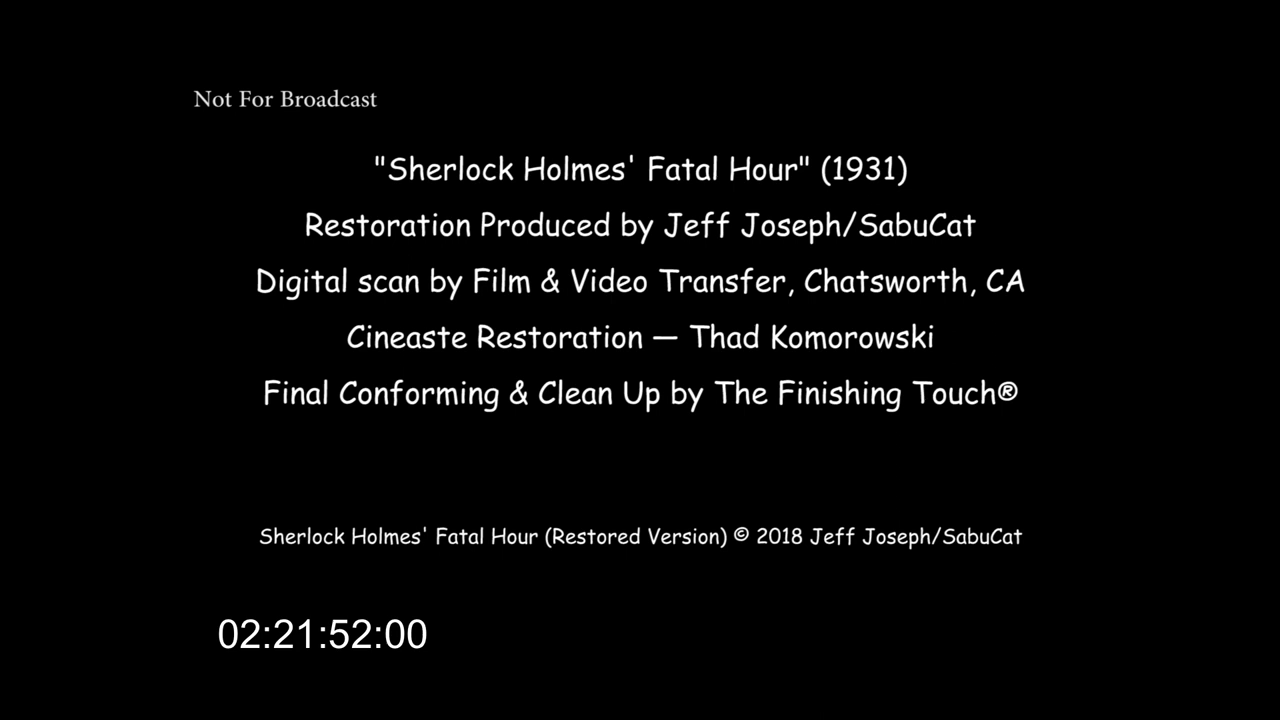 Not For Broadcast
"Sherlock Holmes' Fatal Hour" (1931)
Restoration Produced by Jeff Joseph/SabuCat
Digital scan by Film & Video Transfer, Chatsworth, CA
Cineaste Restoration — Thad Komorowski
Final Conforming & Clean Up by The Finishing Touch®
Sherlock Holmes' Fatal Hour (Restored Version) © 2018 Jeff Joseph/SabuCat
02:21:52:00